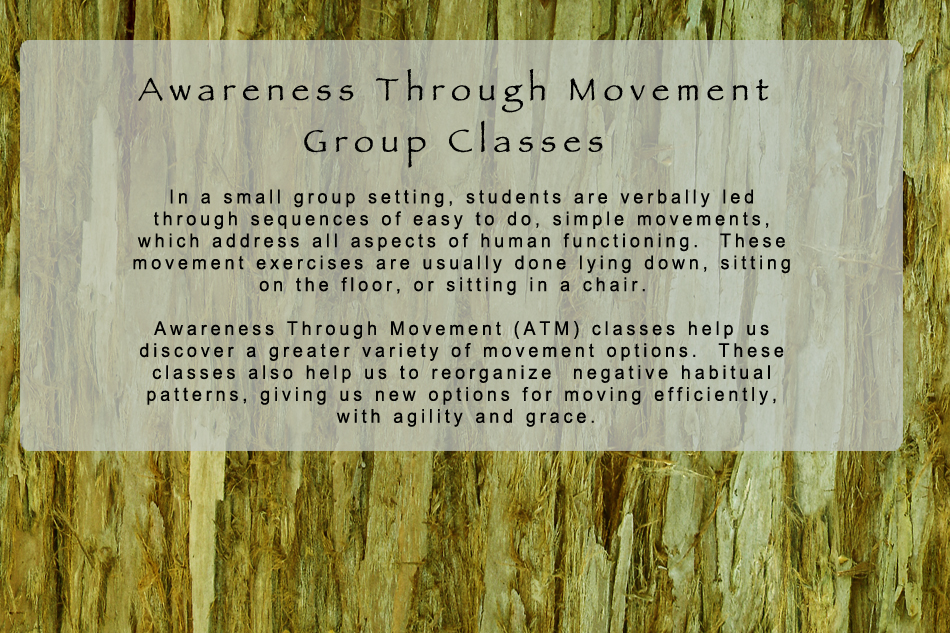 Awareness Through Movement
Group Classes
In a small group setting, students are verbally led
through sequences of easy to do, simple movements,
which address all aspects of human functioning.  These
movement exercises are usually done lying down, sitting
on the floor, or sitting in a chair.
Awareness Through Movement (ATM) classes help us
discover a greater variety of movement options.  These
classes also help us to reorganize  negative habitual
patterns, giving us new options for moving efficiently,
with agility and grace.